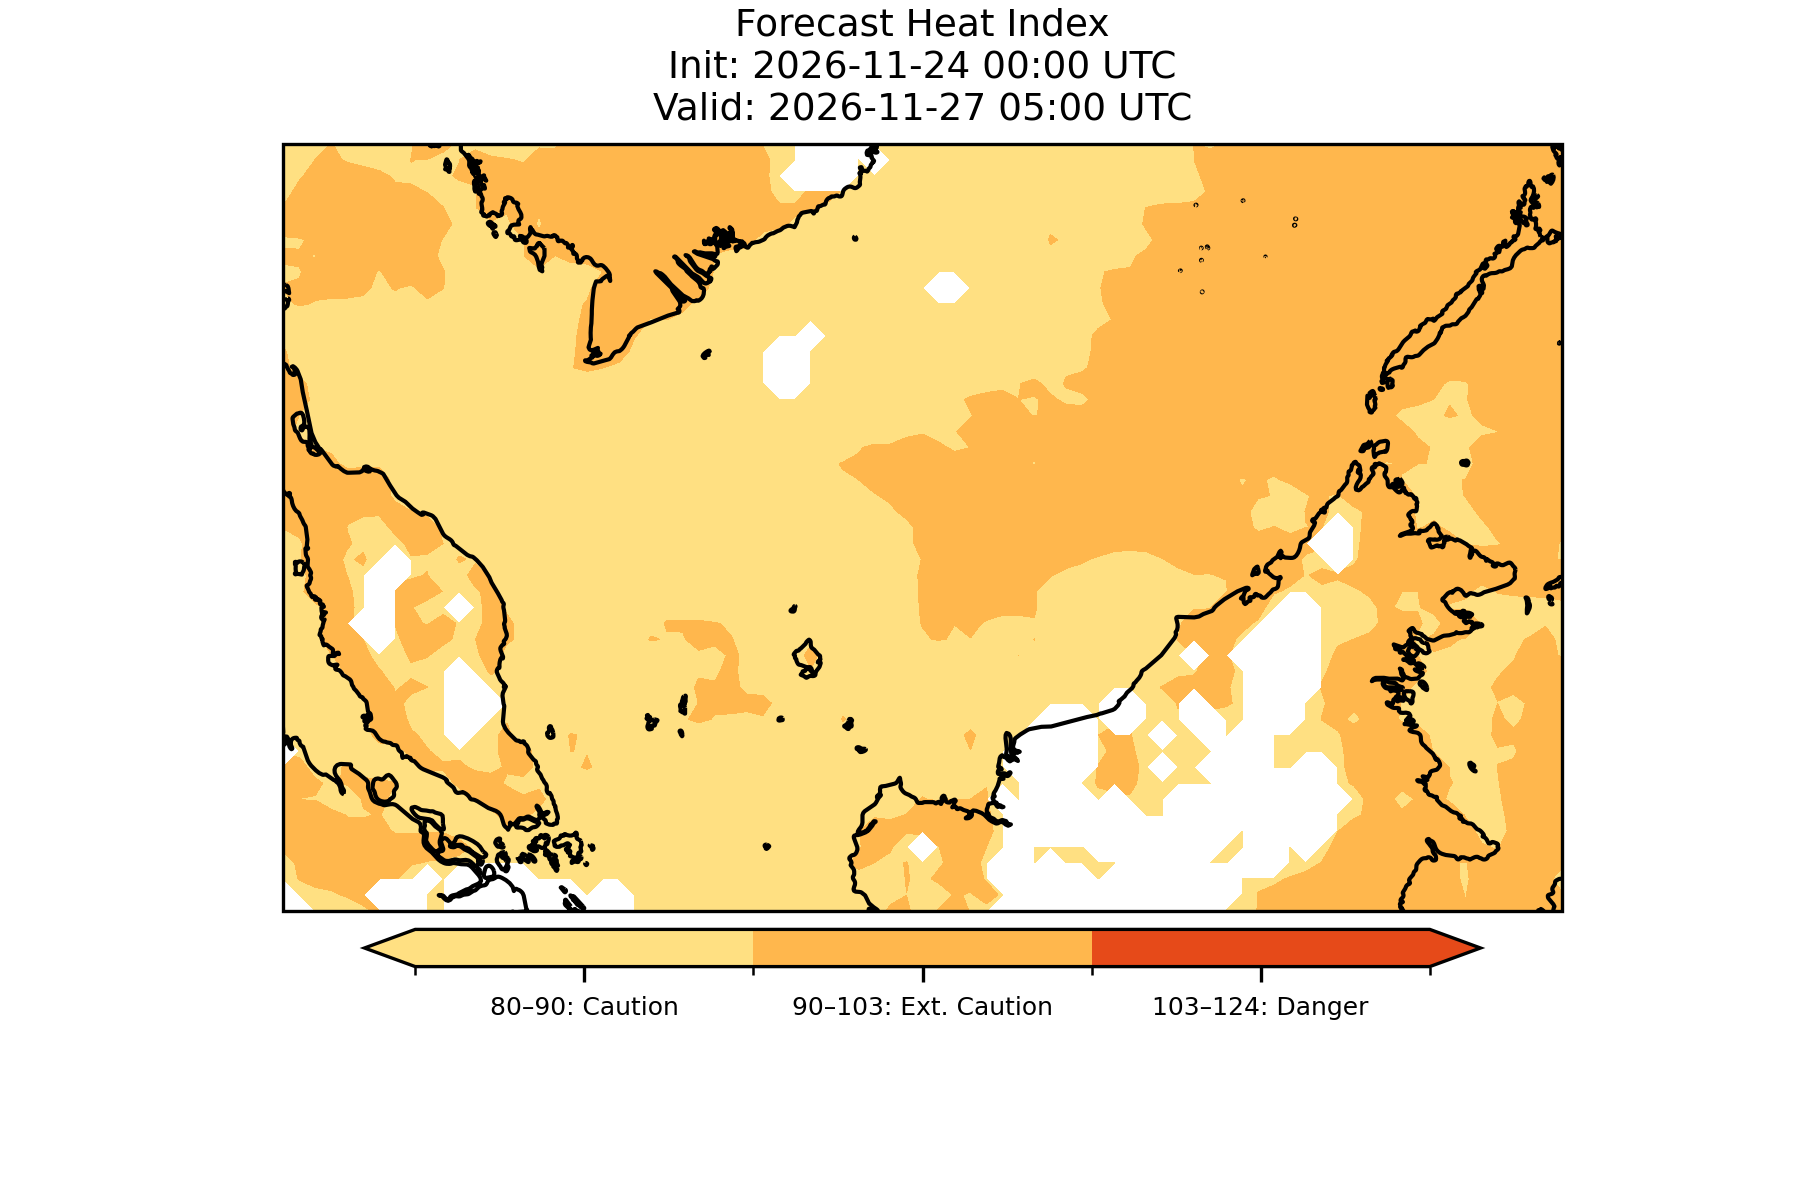 Forecast Heat Index
Init: 2026-11-24 00:00 UTC
Valid: 2026-11-27 05:00 UTC
80–90: Caution
90–103: Ext. Caution
103–124: Danger